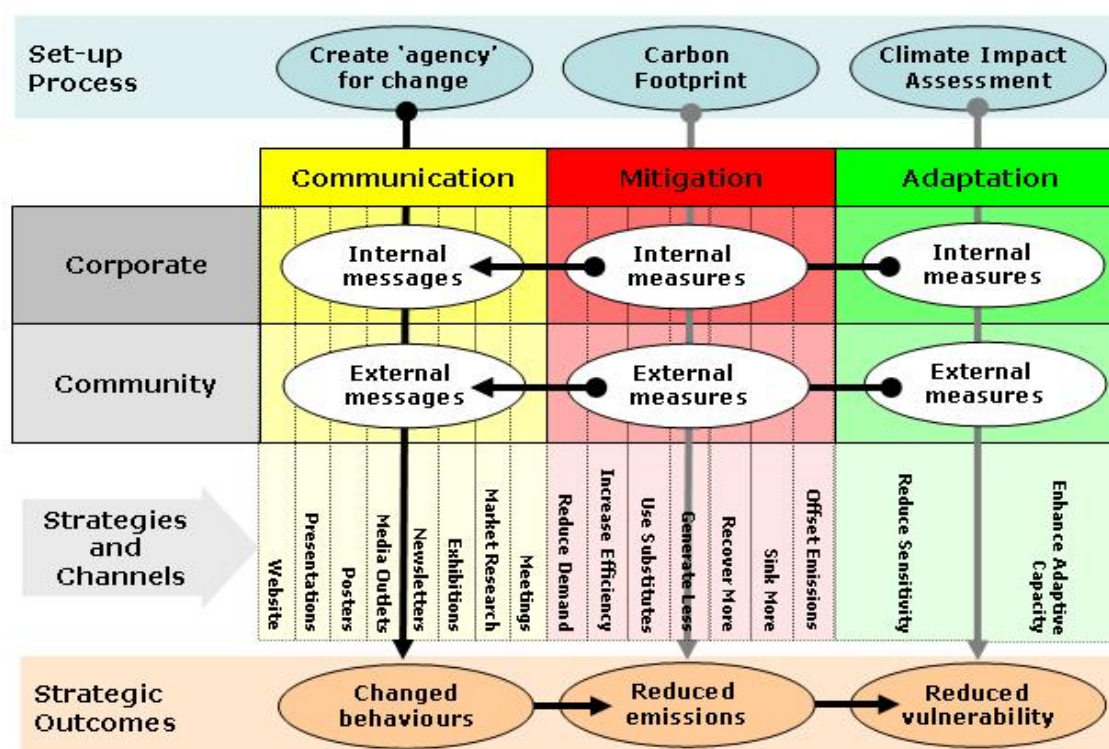 Set-up
Process
Create 'agency'
for change
Carbon
Footprint
Climate Impact
Assessment
Communication
Mitigation
Adaptation
Corporate
Internal
messages
Internal
measures
Internal
measures
Community
External
messages
External
measures
External
measures
Strategies
and
Channels
Website
Presentations
Posters
Media Outlets
Newsletters
Exhibitions
Market Research
Meetings
Reduce Demand
Increase Efficiency
Use Substitutes
Generate Less
Recover More
Sink More
Offset Emissions
Reduce Sensitivity
Enhance Adaptive
Capacity
Strategic
Outcomes
Changed
behaviours
Reduced
emissions
Reduced
vulnerability